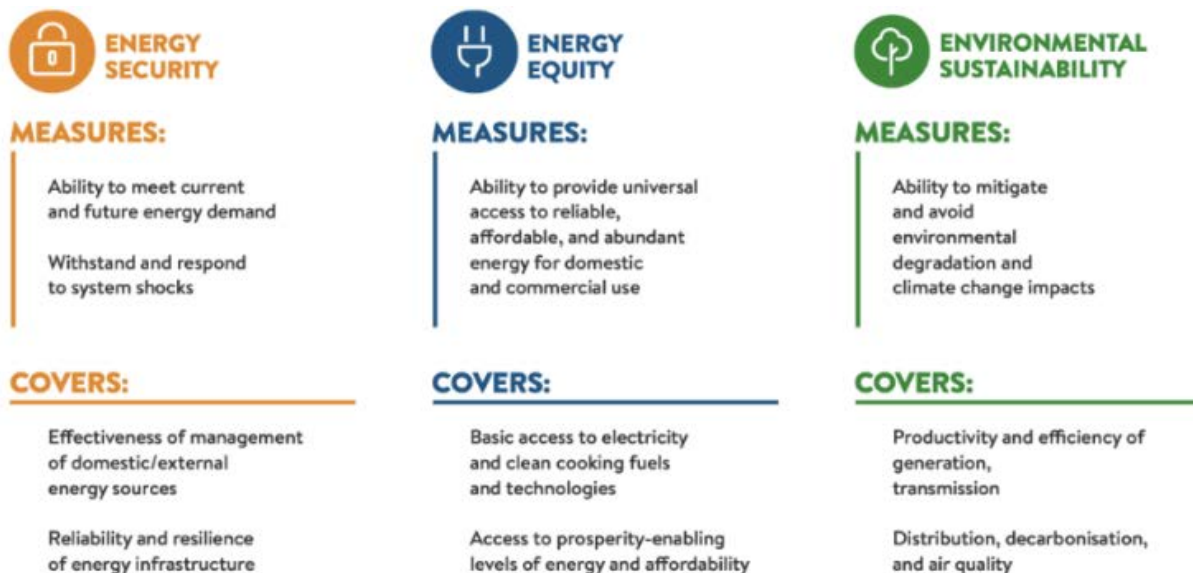 ENERGY
SECURITY
MEASURES:
Ability to meet current
and future energy demand
Withstand and respond
to system shocks
COVERS:
Effectiveness of management
of domestic/external
energy sources
Reliability and resilience
of energy infrastructure
ENERGY
EQUITY
MEASURES:
Ability to provide universal
access to reliable,
affordable, and abundant
energy for domestic
and commercial use
COVERS:
Basic access to electricity
and clean cooking fuels
and technologies
Access to prosperity-enabling
levels of energy and affordability
ENVIRONMENTAL
SUSTAINABILITY
MEASURES:
Ability to mitigate
and avoid
environmental
degradation and
climate change impacts
COVERS:
Productivity and efficiency of
generation,
transmission
Distribution, decarbonisation,
and air quality